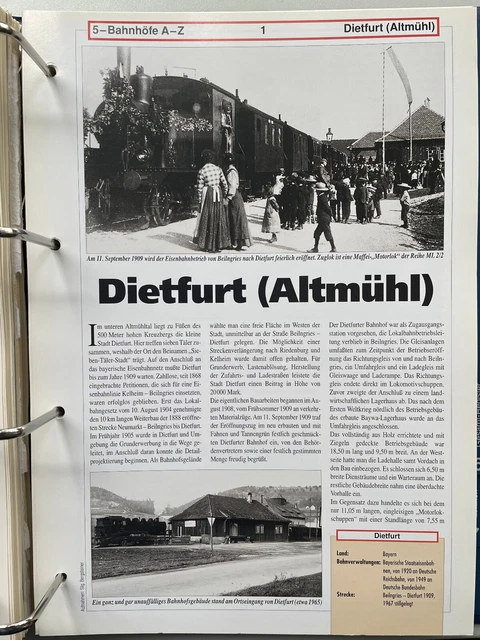 5–Bahnhöfe A–Z 1 Dietfurt (Altmühl)
Am 11. September 1909 wird der Eisenbahnbetrieb von Beilngries nach Dietfurt feierlich eröffnet. Zuglok ist eine Maffei-„Motorlok“ der Reihe ML 2/2
Dietfurt (Altmühl)
Im unteren Altmühltal liegt zu Füßen des
500 Meter hohen Kreuzbergs die kleine
Stadt Dietfurt. Hier treffen sieben Täler zu-
sammen, weshalb der Ort den Beinamen „Sie-
ben-Täler-Stadt“ trägt. Auf den Anschluß an
das bayerische Eisenbahnnetz mußte Dietfurt
bis zum Jahre 1909 warten. Zahllose, seit 1868
eingebrachte Petitionen, die sich für eine Ei-
senbahnlinie Kelheim – Beilngries einsetzten,
waren erfolglos geblieben. Erst das Lokal-
bahngesetz vom 10. August 1904 genehmigte
den 10 km langen Weiterbau der 1888 eröffne-
ten Strecke Neumarkt – Beilngries bis Dietfurt.
Im Frühjahr 1905 wurde in Dietfurt und Um-
gebung die Grunderwerbung in die Wege ge-
leitet, im Anschluß daran konnte die Detail-
projektierung beginnen. Als Bahnhofsgelände
wählte man eine freie Fläche im Westen der
Stadt, unmittelbar an der Straße Beilngries –
Dietfurt gelegen. Die Möglichkeit einer
Streckenverlängerung nach Riedenburg und
Kelheim wurde damit offen gehalten. Für
Grunderwerb, Lastenablösung, Herstellung
der Zufahrts- und Ladestraßen leistete die
Stadt Dietfurt einen Beitrag in Höhe von
20000 Mark.
Die eigentlichen Bauarbeiten begannen im Au-
gust 1908, vom Frühsommer 1909 an verkehr-
ten Materialzüge. Am 11. September 1909 traf
der Eröffnungszug im neu erbauten und mit
Fahnen und Tannengrün festlich geschmück-
ten Dietfurter Bahnhof ein, von den Behör-
denvertretern sowie einer festlich gestimmten
Menge freudig begrüßt.
Der Dietfurter Bahnhof war als Zugausgangs-
station vorgesehen, die Lokalbahnbetriebslei-
tung verblieb in Beilngries. Die Gleisanlagen
umfaßten zum Zeitpunkt der Betriebseröff-
nung das Richtungsgleis von und nach Beiln-
gries, ein Umfahrgleis und ein Ladegleis mit
Gleiswaage und Laderampe. Das Richtungs-
gleis endete direkt im Lokomotivschuppen.
Zuvor zweigte der Anschluß zu einem land-
wirtschaftlichen Lagerhaus ab. Das nach dem
Ersten Weltkrieg nördlich des Betriebsgebäu-
des erbaute Baywa-Lagerhaus wurde an das
Umfahrgleis angeschlossen.
Das vollständig aus Holz errichtete und mit
Ziegeln gedeckte Betriebsgebäude war
18,50 m lang und 9,50 m breit. An der West-
seite hatte man die Ladehalle samt Vordach in
den Bau einzbezogen. Es schlossen sich 6,50 m
breite Diensträume und ein Warteraum an. Die
restliche Gebäudebreite nahm eine überdachte
Vorhalle ein.
Im Gegensatz dazu handelte es sich bei dem
nur 11,05 m langen, eingleisigen „Motorlok-
schuppen“ mit einer Standlänge von 7,55 m
Ein ganz und gar unauffälliges Bahnhofsgebäude stand am Ortseingang von Dietfurt (etwa 1965)
Dietfurt
Land: Bayern
Bahnverwaltungen: Bayerische Staatseisenbah-
nen, von 1920 an Deutsche
Reichsbahn, von 1949 an
Deutsche Bundesbahn
Strecke: Beilngries – Dietfurt 1909,
1967 stillgelegt